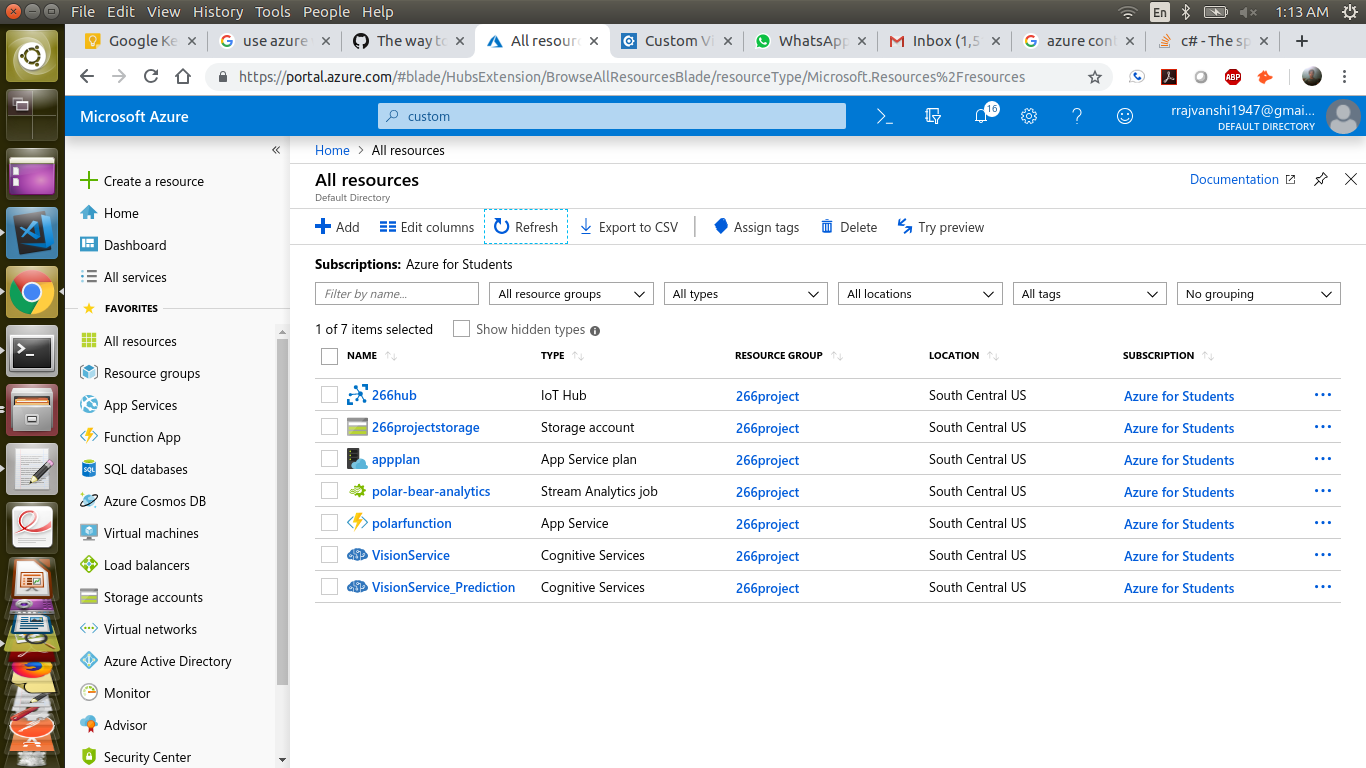 File Edit View History Tools People Help
En
1:13 AM
Google Ke
use azure
The way to
All resour
Custom Vi
WhatsApp
Inbox (1,5
azure con
c# - The sp
https://portal.azure.com/#blade/HubsExtension/BrowseAllResourcesBlade/resourceType/Microsoft.Resources%2Fresources
ABP
Microsoft Azure
custom
16
rrajvanshi1947@gmai...
DEFAULT DIRECTORY
Create a resource
Home
Dashboard
All services
FAVORITES
All resources
Resource groups
App Services
Function App
SQL databases
Azure Cosmos DB
Virtual machines
Load balancers
Storage accounts
Virtual networks
Azure Active Directory
Monitor
Advisor
Security Center
Home > All resources
All resources
Default Directory
Documentation
Add Edit columns Refresh Export to CSV Assign tags Delete Try preview
Subscriptions: Azure for Students
Filter by name... All resource groups All types All locations All tags No grouping
1 of 7 items selected Show hidden types
NAME TYPE RESOURCE GROUP LOCATION SUBSCRIPTION
266hub IoT Hub 266project South Central US Azure for Students
266projectstorage Storage account 266project South Central US Azure for Students
appplan App Service plan 266project South Central US Azure for Students
polar-bear-analytics Stream Analytics job 266project South Central US Azure for Students
polarfunction App Service 266project South Central US Azure for Students
VisionService Cognitive Services 266project South Central US Azure for Students
VisionService_Prediction Cognitive Services 266project South Central US Azure for Students